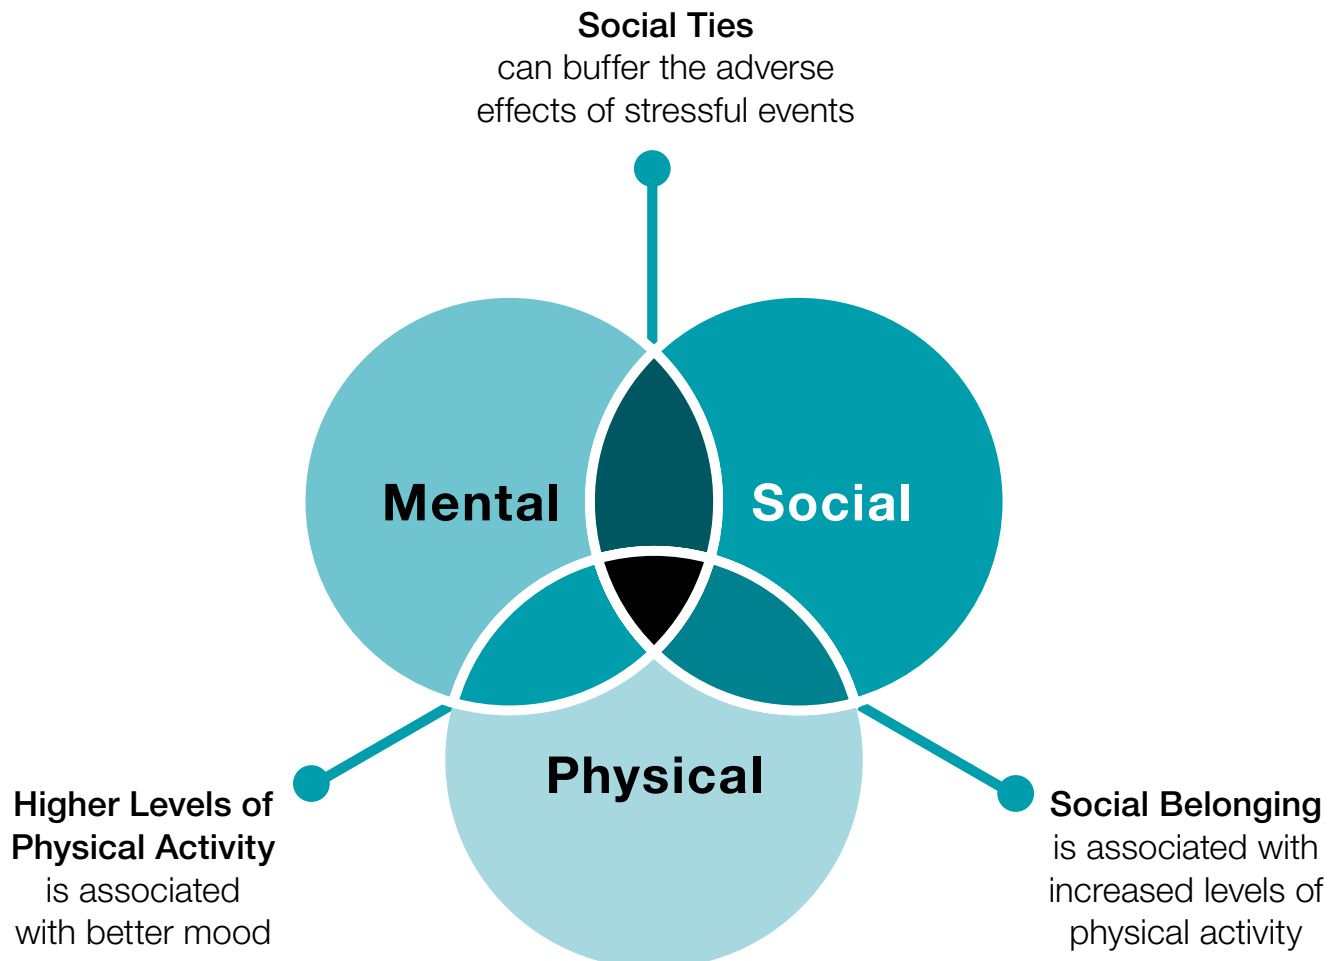 Social Ties
can buffer the adverse
effects of stressful events
Mental
Social
Physical
Higher Levels of
Physical Activity
is associated
with better mood
Social Belonging
is associated with
increased levels of
physical activity